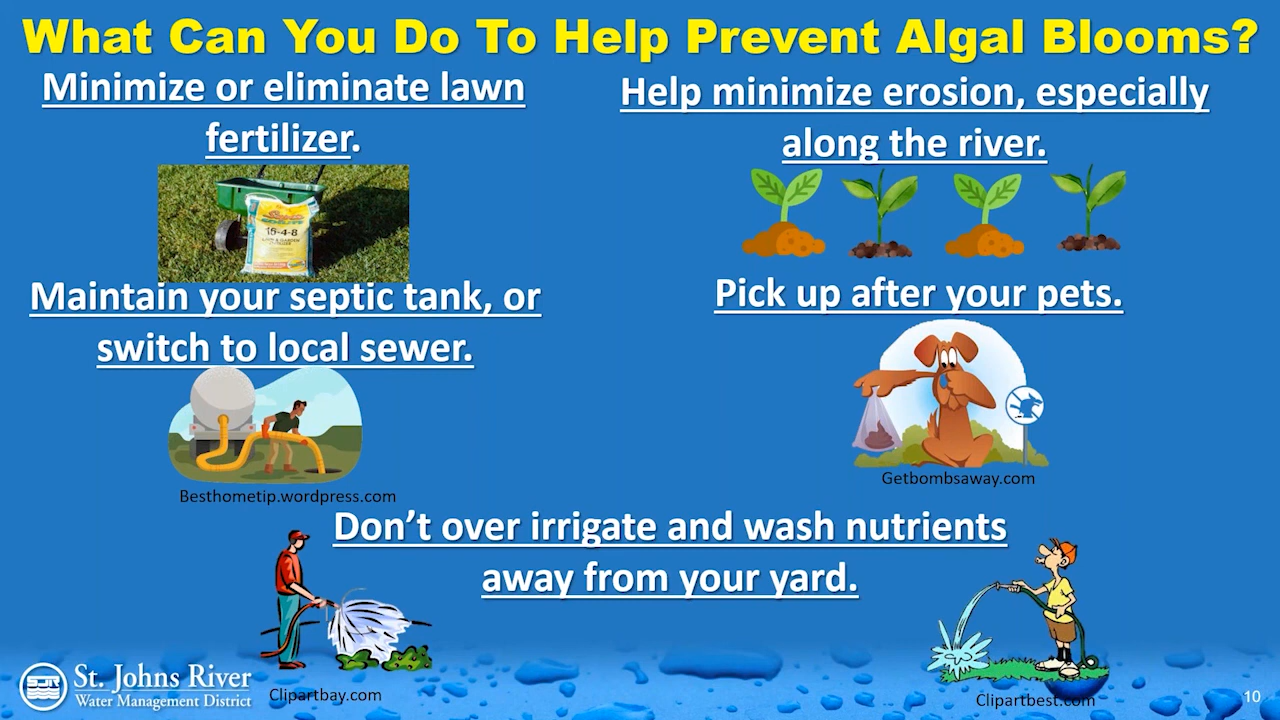 What Can You Do To Help Prevent Algal Blooms?
Minimize or eliminate lawn
fertilizer.
16-4-8
LAWN & GARDEN
Help minimize erosion, especially
along the river.
Maintain your septic tank, or
switch to local sewer.
Besthometip.wordpress.com
Pick up after your pets.
Getbombsaway.com
Don’t over irrigate and wash nutrients
away from your yard.
Clipartbay.com
Clipartbest.com
St. Johns River
Water Management District
10